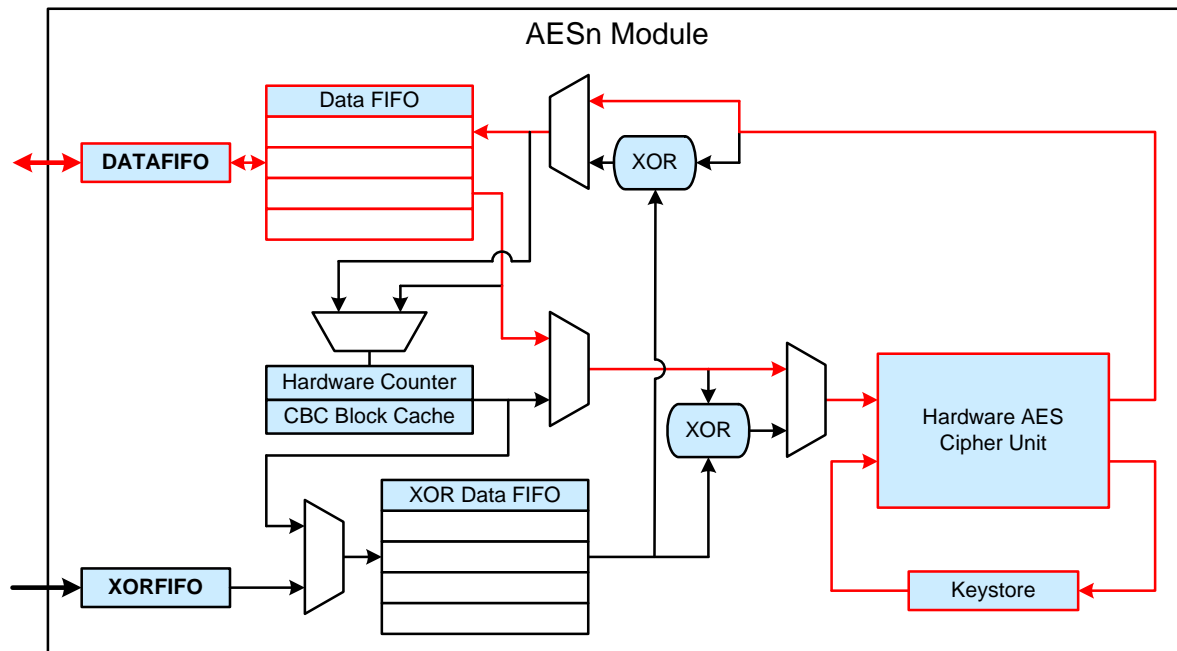 AESn Module
Data FIFO
DATAFIFO
XOR
Hardware Counter
CBC Block Cache
XOR
Hardware AES
Cipher Unit
XOR Data FIFO
XORFIFO
Keystore